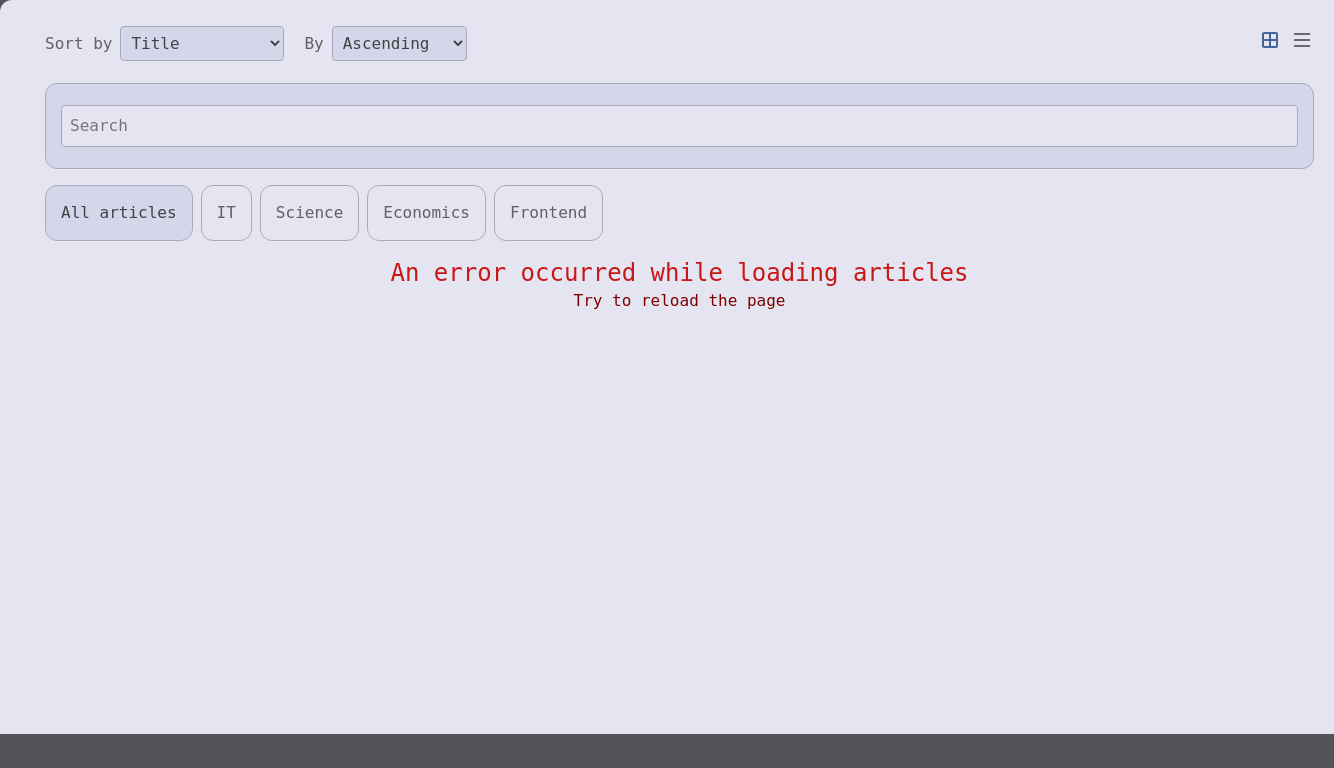 Sort by Title By Ascending
Search
All articles IT Science Economics Frontend
An error occurred while loading articles
Try to reload the page